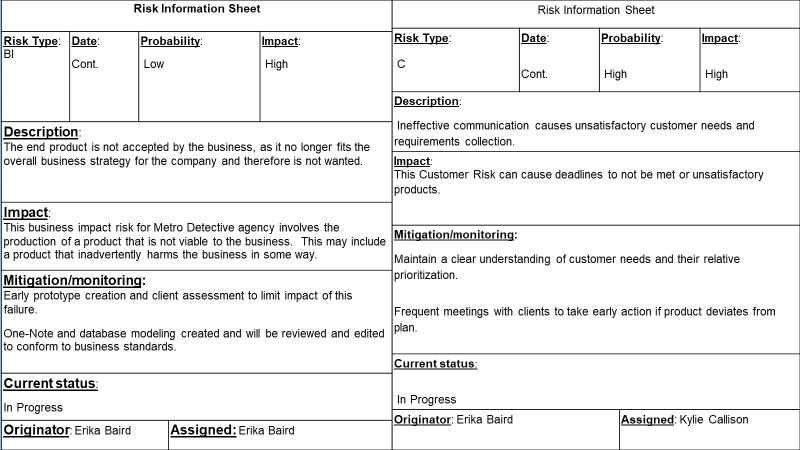 Risk Information Sheet
Risk Type: Date: Probability: Impact:
BI
Cont. Low High
Description:
The end product is not accepted by the business, as it no longer fits the
overall business strategy for the company and therefore is not wanted.
Impact:
This business impact risk for Metro Detective agency involves the
production of a product that is not viable to the business. This may include
a product that inadvertently harms the business in some way.
Mitigation/monitoring:
Early prototype creation and client assessment to limit impact of this
failure.
One-Note and database modeling created and will be reviewed and edited
to conform to business standards.
Current status:
In Progress
Originator: Erika Baird Assigned: Erika Baird
Risk Information Sheet
Risk Type: Date: Probability: Impact:
C
Cont. High High
Description:
Ineffective communication causes unsatisfactory customer needs and
requirements collection.
Impact:
This Customer Risk can cause deadlines to not be met or unsatisfactory
products.
Mitigation/monitoring:
Maintain a clear understanding of customer needs and their relative
prioritization.
Frequent meetings with clients to take early action if product deviates from
plan.
Current status:
In Progress
Originator: Erika Baird Assigned: Kylie Callison